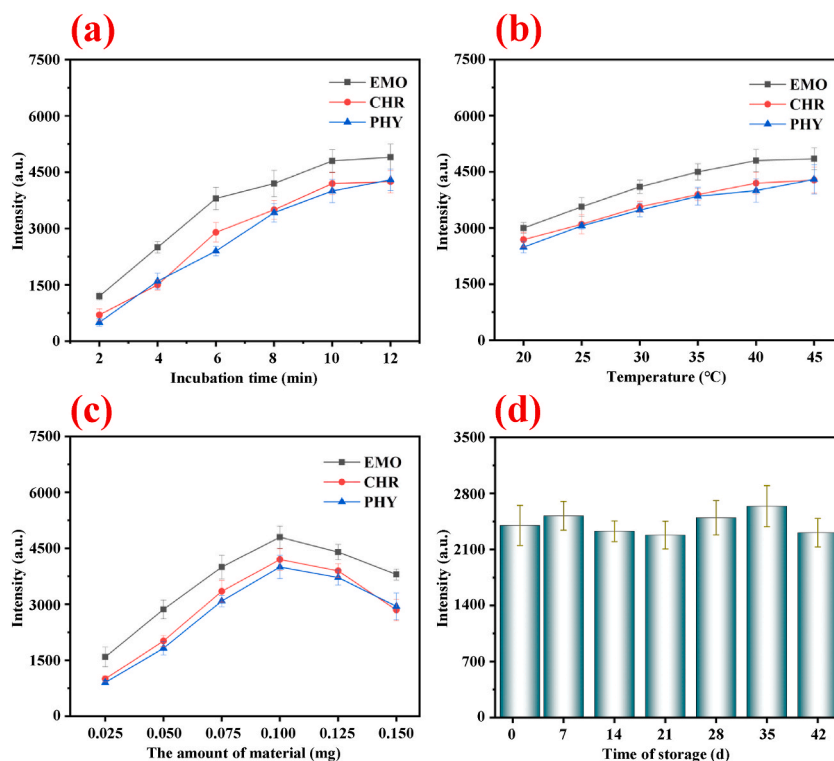 (a)
7500
6000
4500
3000
1500
0
Intensity (a.u.)
EMO
CHR
PHY
2 4 6 8 10 12
Incubation time (min)
(b)
7500
6000
4500
3000
1500
0
Intensity (a.u.)
EMO
CHR
PHY
20 25 30 35 40 45
Temperature (°C)
(c)
7500
6000
4500
3000
1500
0
Intensity (a.u.)
EMO
CHR
PHY
0.025 0.050 0.075 0.100 0.125 0.150
The amount of material (mg)
(d)
3500
2800
2100
1400
700
0
Intensity (a.u.)
0 7 14 21 28 35 42
Time of storage (d)